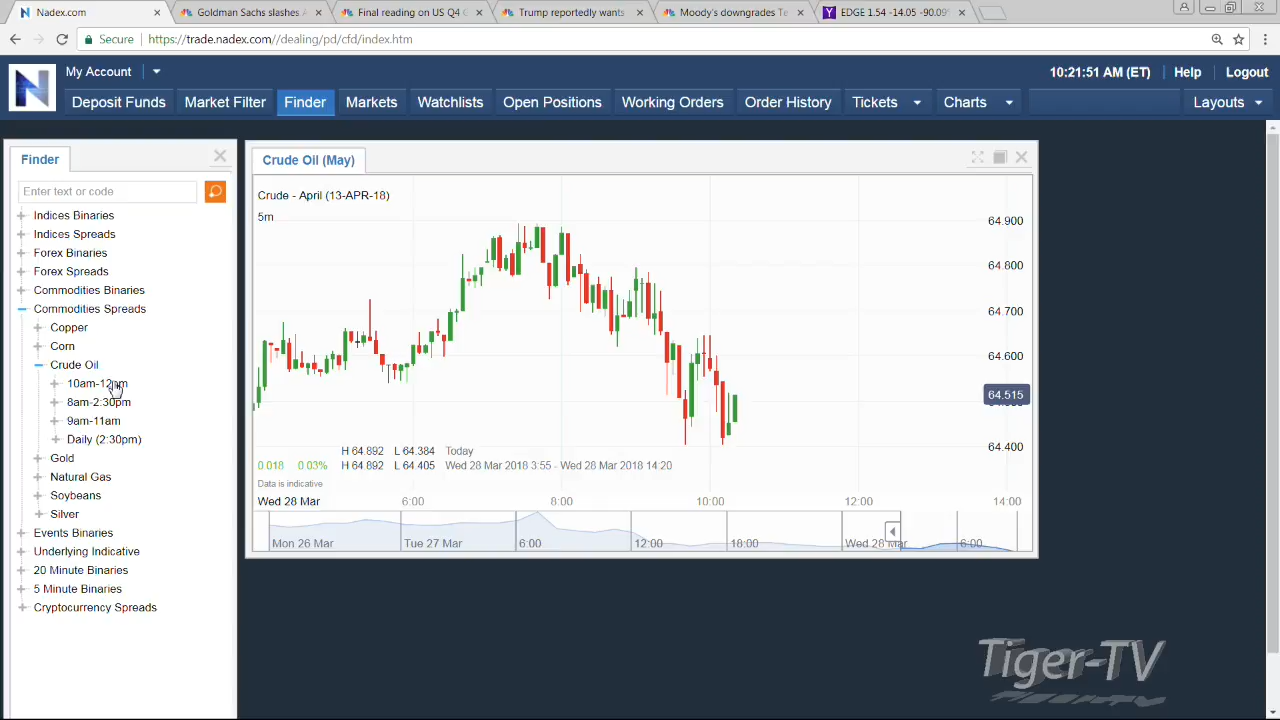 Nadex.com
Goldman Sachs slashes A
Final reading on US Q4 G
Trump reportedly wants
Moody's downgrades Te
EDGE 1.54 -14.05 -90.09
Secure
https://trade.nadex.com//dealing/pd/cfd/index.htm
My Account
10:21:51 AM (ET)
Help
Logout
Deposit Funds
Market Filter
Finder
Markets
Watchlists
Open Positions
Working Orders
Order History
Tickets
Charts
Layouts
Finder
Enter text or code
Indices Binaries
Indices Spreads
Forex Binaries
Forex Spreads
Commodities Binaries
Commodities Spreads
Copper
Corn
Crude Oil
10am-12pm
8am-2:30pm
9am-11am
Daily (2:30pm)
Gold
Natural Gas
Soybeans
Silver
Events Binaries
Underlying Indicative
20 Minute Binaries
5 Minute Binaries
Cryptocurrency Spreads
Crude Oil (May)
Crude - April (13-APR-18)
5m
64.900
64.800
64.700
64.600
64.515
64.400
H 64.892 L 64.384 Today
0.018 0.03% H 64.892 L 64.405 Wed 28 Mar 2018 3:55 - Wed 28 Mar 2018 14:20
Data is indicative
Wed 28 Mar 6:00 8:00 10:00 12:00 14:00
Mon 26 Mar Tue 27 Mar 6:00 12:00 18:00 Wed 28 Mar 6:00
Tiger-TV